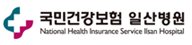 국민건강보험 일산병원
National Health Insurance Service Ilsan Hospital